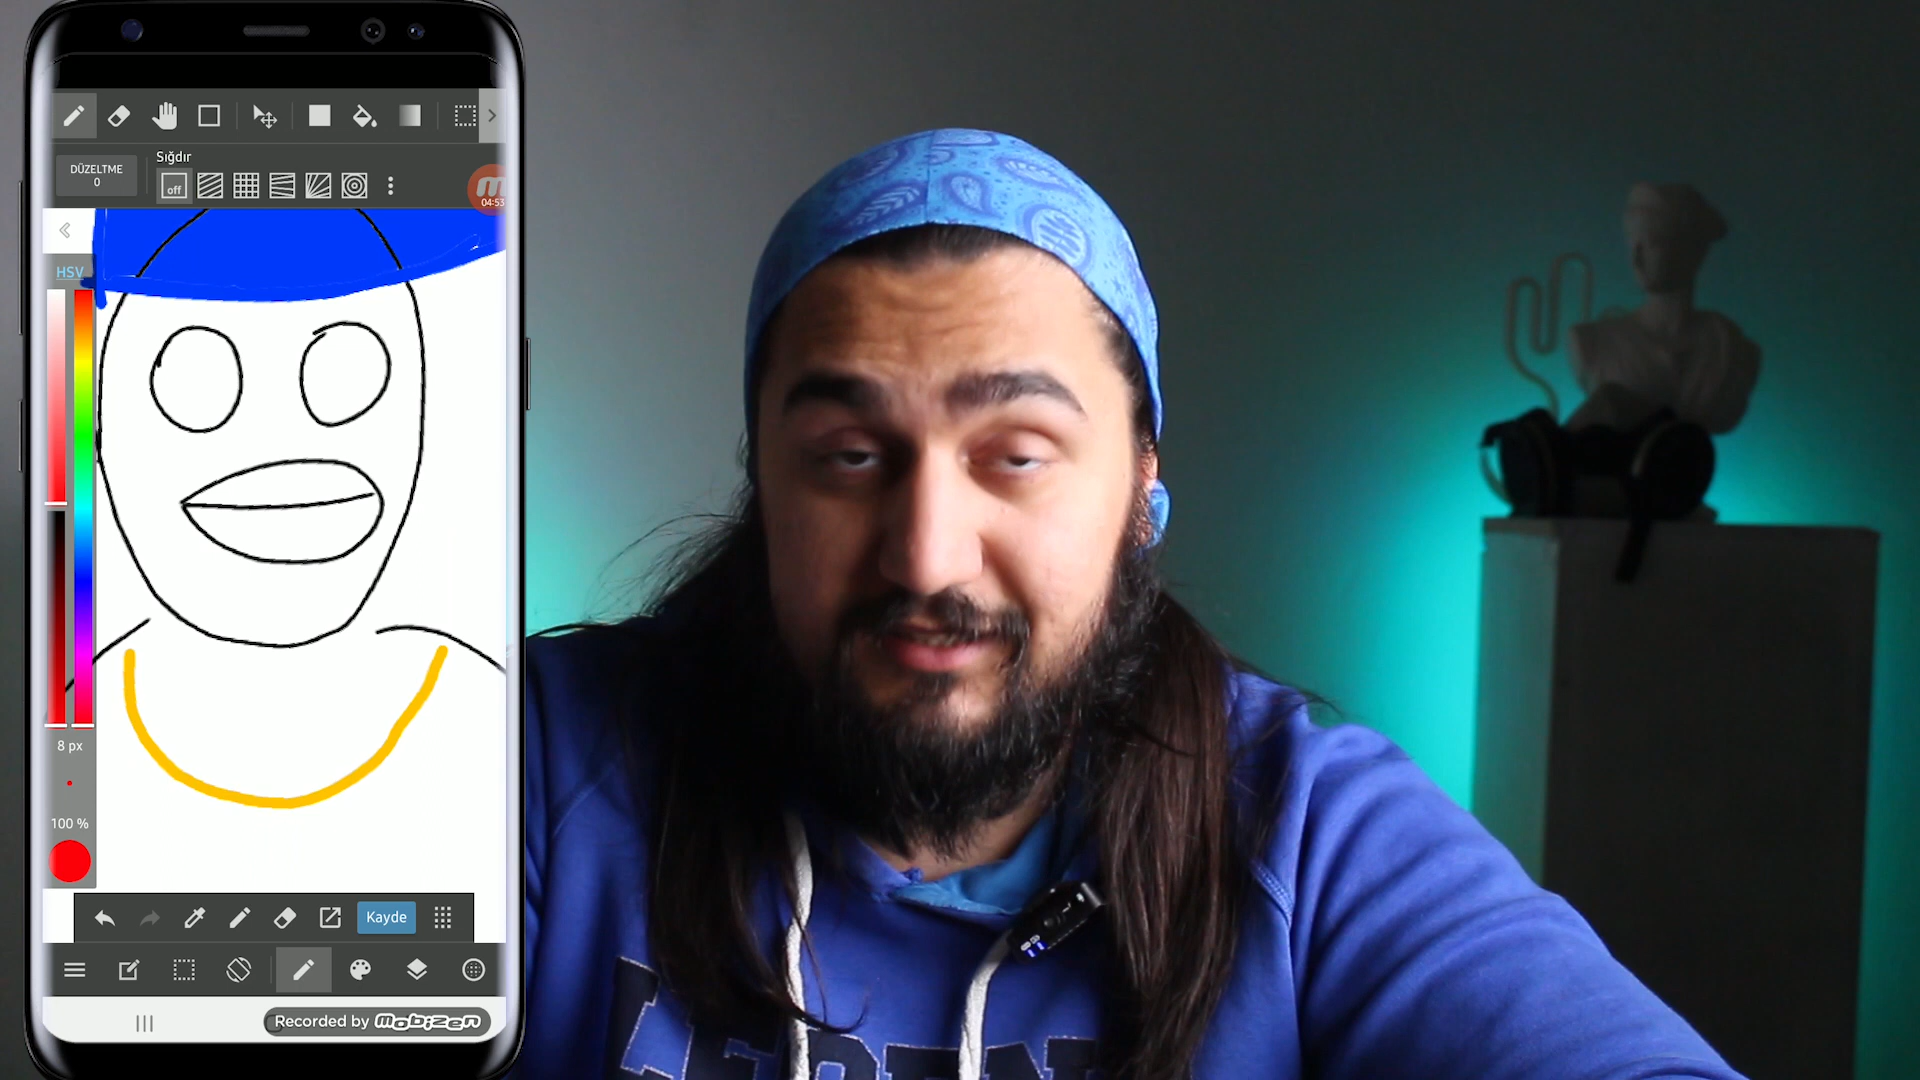 DÜZELTME
0
Sığdır
off
04:53
HSV
8 px
100 %
Kayde
Recorded by mobizen